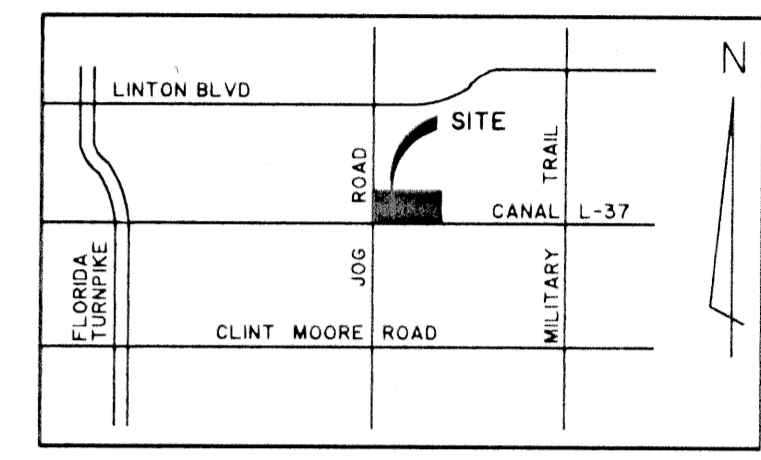 N
LINTON BLVD
SITE
ROAD
TRAIL
CANAL L-37
FLORIDA
TURNPIKE
JOG
MILITARY
CLINT MOORE ROAD